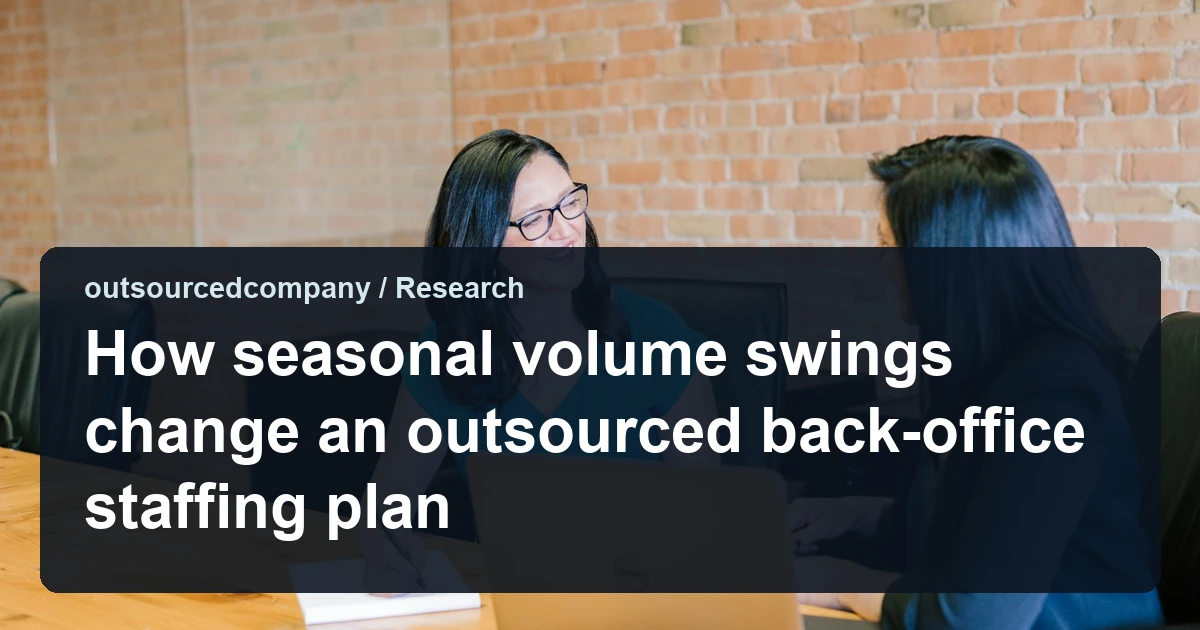 outsourcedcompany / Research
How seasonal volume swings
change an outsourced back-office
staffing plan